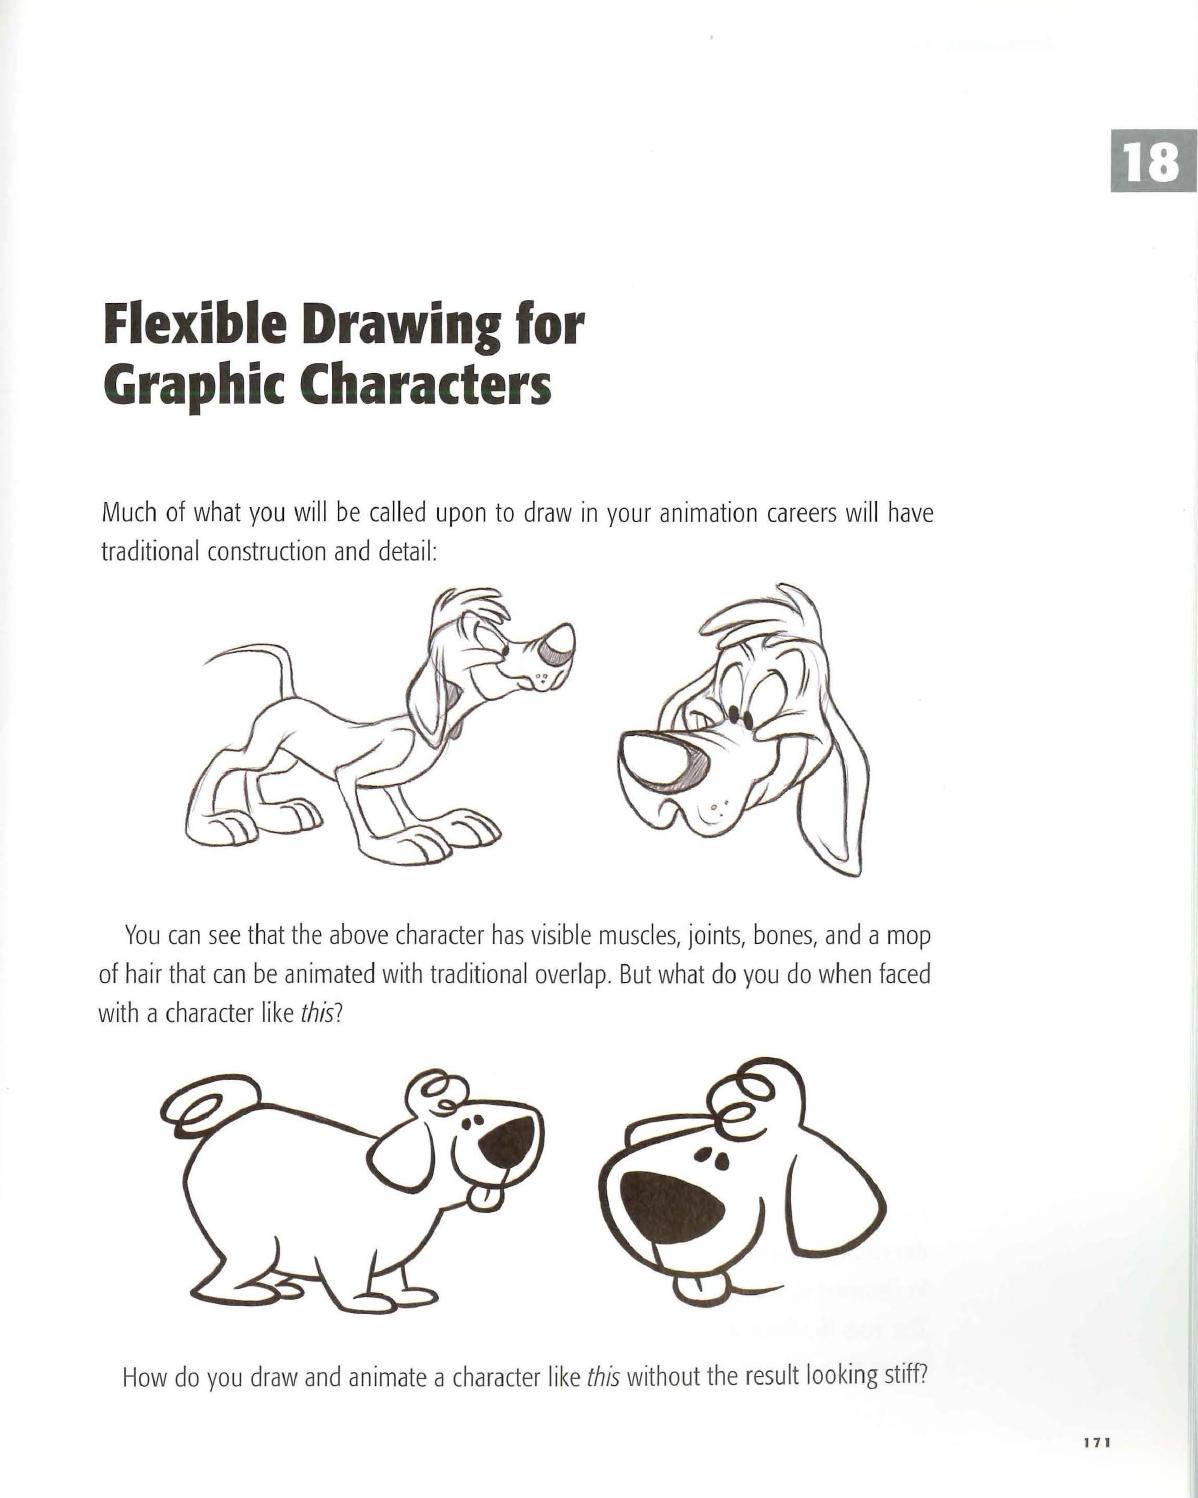 18
Flexible Drawing for
Graphic Characters
Much of what you will be called upon to draw in your animation careers will have
traditional construction and detail:
You can see that the above character has visible muscles, joints, bones, and a mop
of hair that can be animated with traditional overlap. But what do you do when faced
with a character like this?
How do you draw and animate a character like this without the result looking stiff?
171